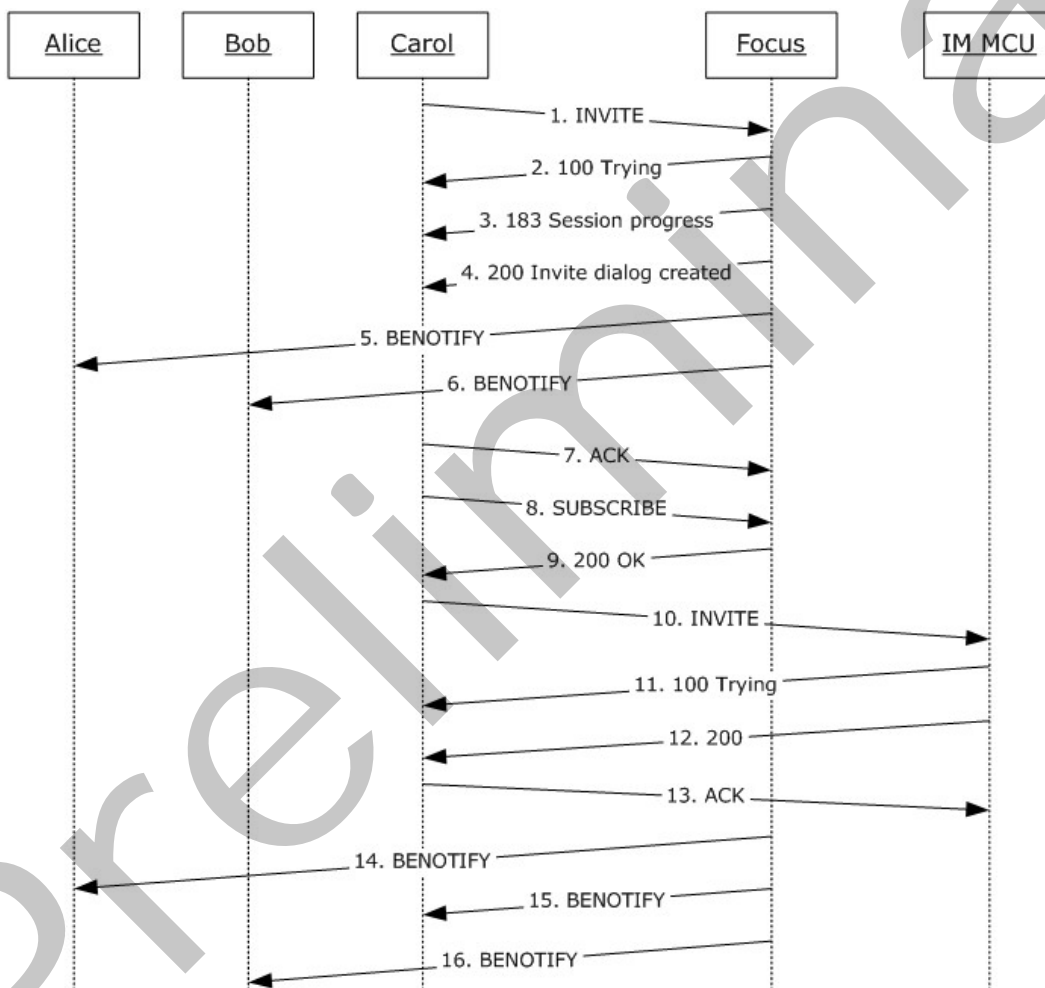 Alice Bob Carol Focus IM MCU
1. INVITE
2. 100 Trying
3. 183 Session progress
4. 200 Invite dialog created
5. BENOTIFY
6. BENOTIFY
7. ACK
8. SUBSCRIBE
9. 200 OK
10. INVITE
11. 100 Trying
12. 200
13. ACK
14. BENOTIFY
15. BENOTIFY
16. BENOTIFY
Prelimina